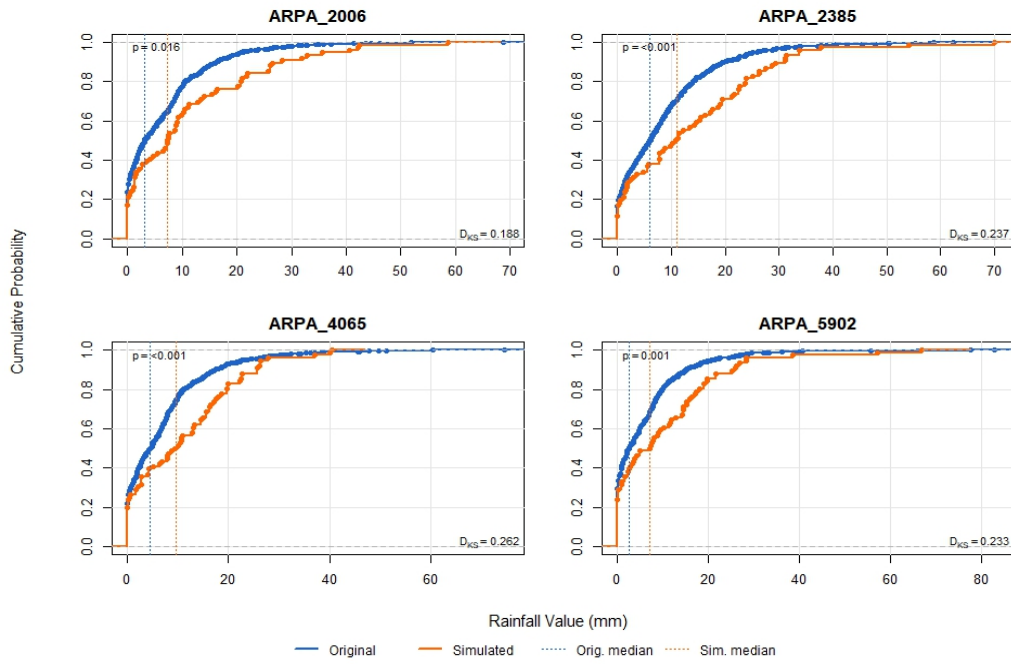 ARPA_2006
p = 0.016
1.0
0.8
0.6
0.4
0.2
0.0
D_KS = 0.188
0 10 20 30 40 50 60 70
ARPA_2385
p = <0.001
1.0
0.8
0.6
0.4
0.2
0.0
D_KS = 0.237
0 10 20 30 40 50 60 70
Cumulative Probability
ARPA_4065
p = <0.001
1.0
0.8
0.6
0.4
0.2
0.0
D_KS = 0.262
0 20 40 60
ARPA_5902
p = 0.001
1.0
0.8
0.6
0.4
0.2
0.0
D_KS = 0.233
0 20 40 60 80
Rainfall Value (mm)
Original Simulated Orig. median Sim. median